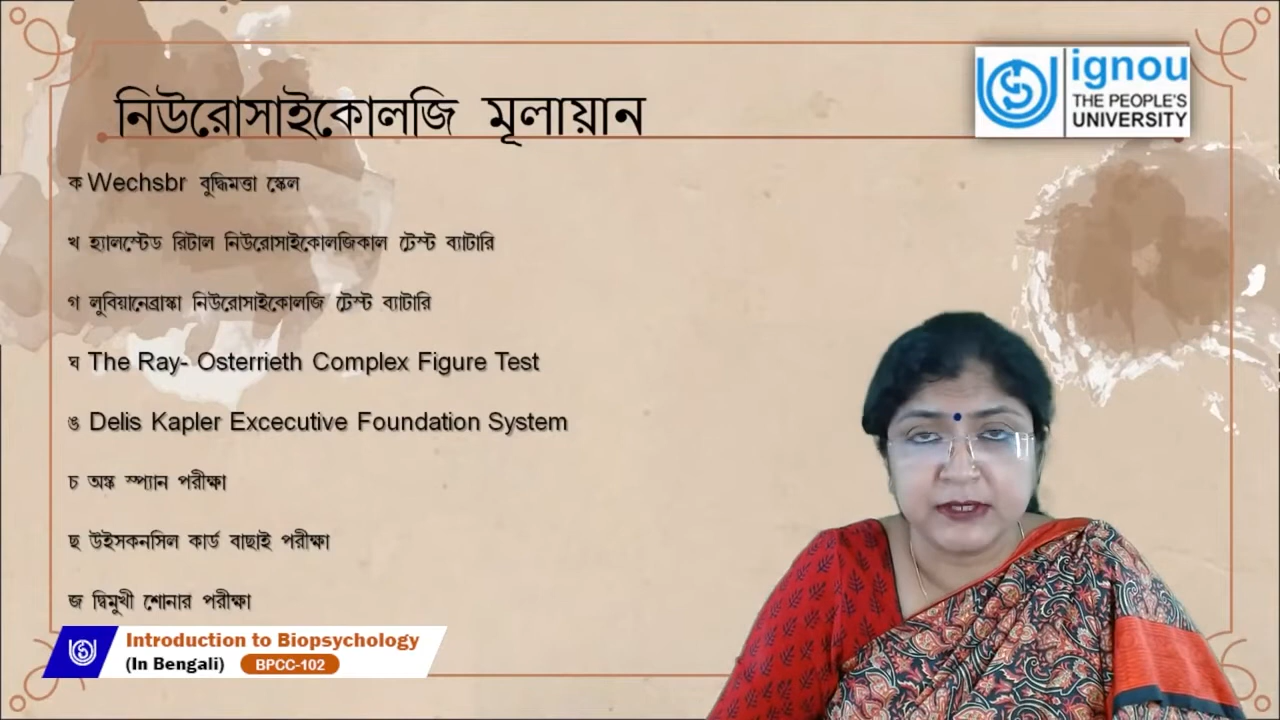 নিউরোসাইকোলজি মূলায়ান
ignou
THE PEOPLE'S
UNIVERSITY
ক Wechsbr বুদ্ধিমত্তা স্কেল
খ হ্যালস্টেড রিটাল নিউরোসাইকোলজিকাল টেস্ট ব্যাটারি
গ লুবিয়ানেব্রাস্কা নিউরোসাইকোলজি টেস্ট ব্যাটারি
ঘ The Ray- Osterrieth Complex Figure Test
ঙ Delis Kapler Excecutive Foundation System
চ অঙ্ক স্প্যান পরীক্ষা
ছ উইসকনসিল কার্ড বাছাই পরীক্ষা
জ দ্বিমুখী শোনার পরীক্ষা
Introduction to Biopsychology
(In Bengali) BPCC-102